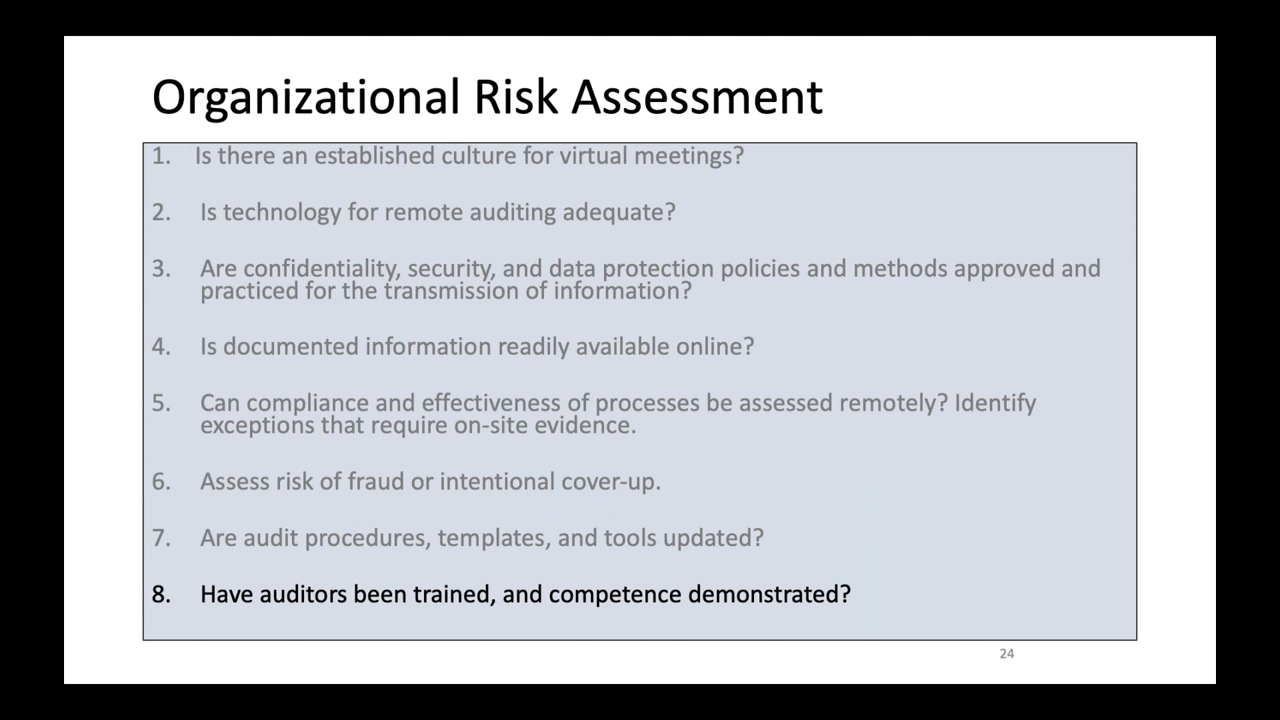 Organizational Risk Assessment
1. Is there an established culture for virtual meetings?
2. Is technology for remote auditing adequate?
3. Are confidentiality, security, and data protection policies and methods approved and
practiced for the transmission of information?
4. Is documented information readily available online?
5. Can compliance and effectiveness of processes be assessed remotely? Identify
exceptions that require on-site evidence.
6. Assess risk of fraud or intentional cover-up.
7. Are audit procedures, templates, and tools updated?
8. Have auditors been trained, and competence demonstrated?
24